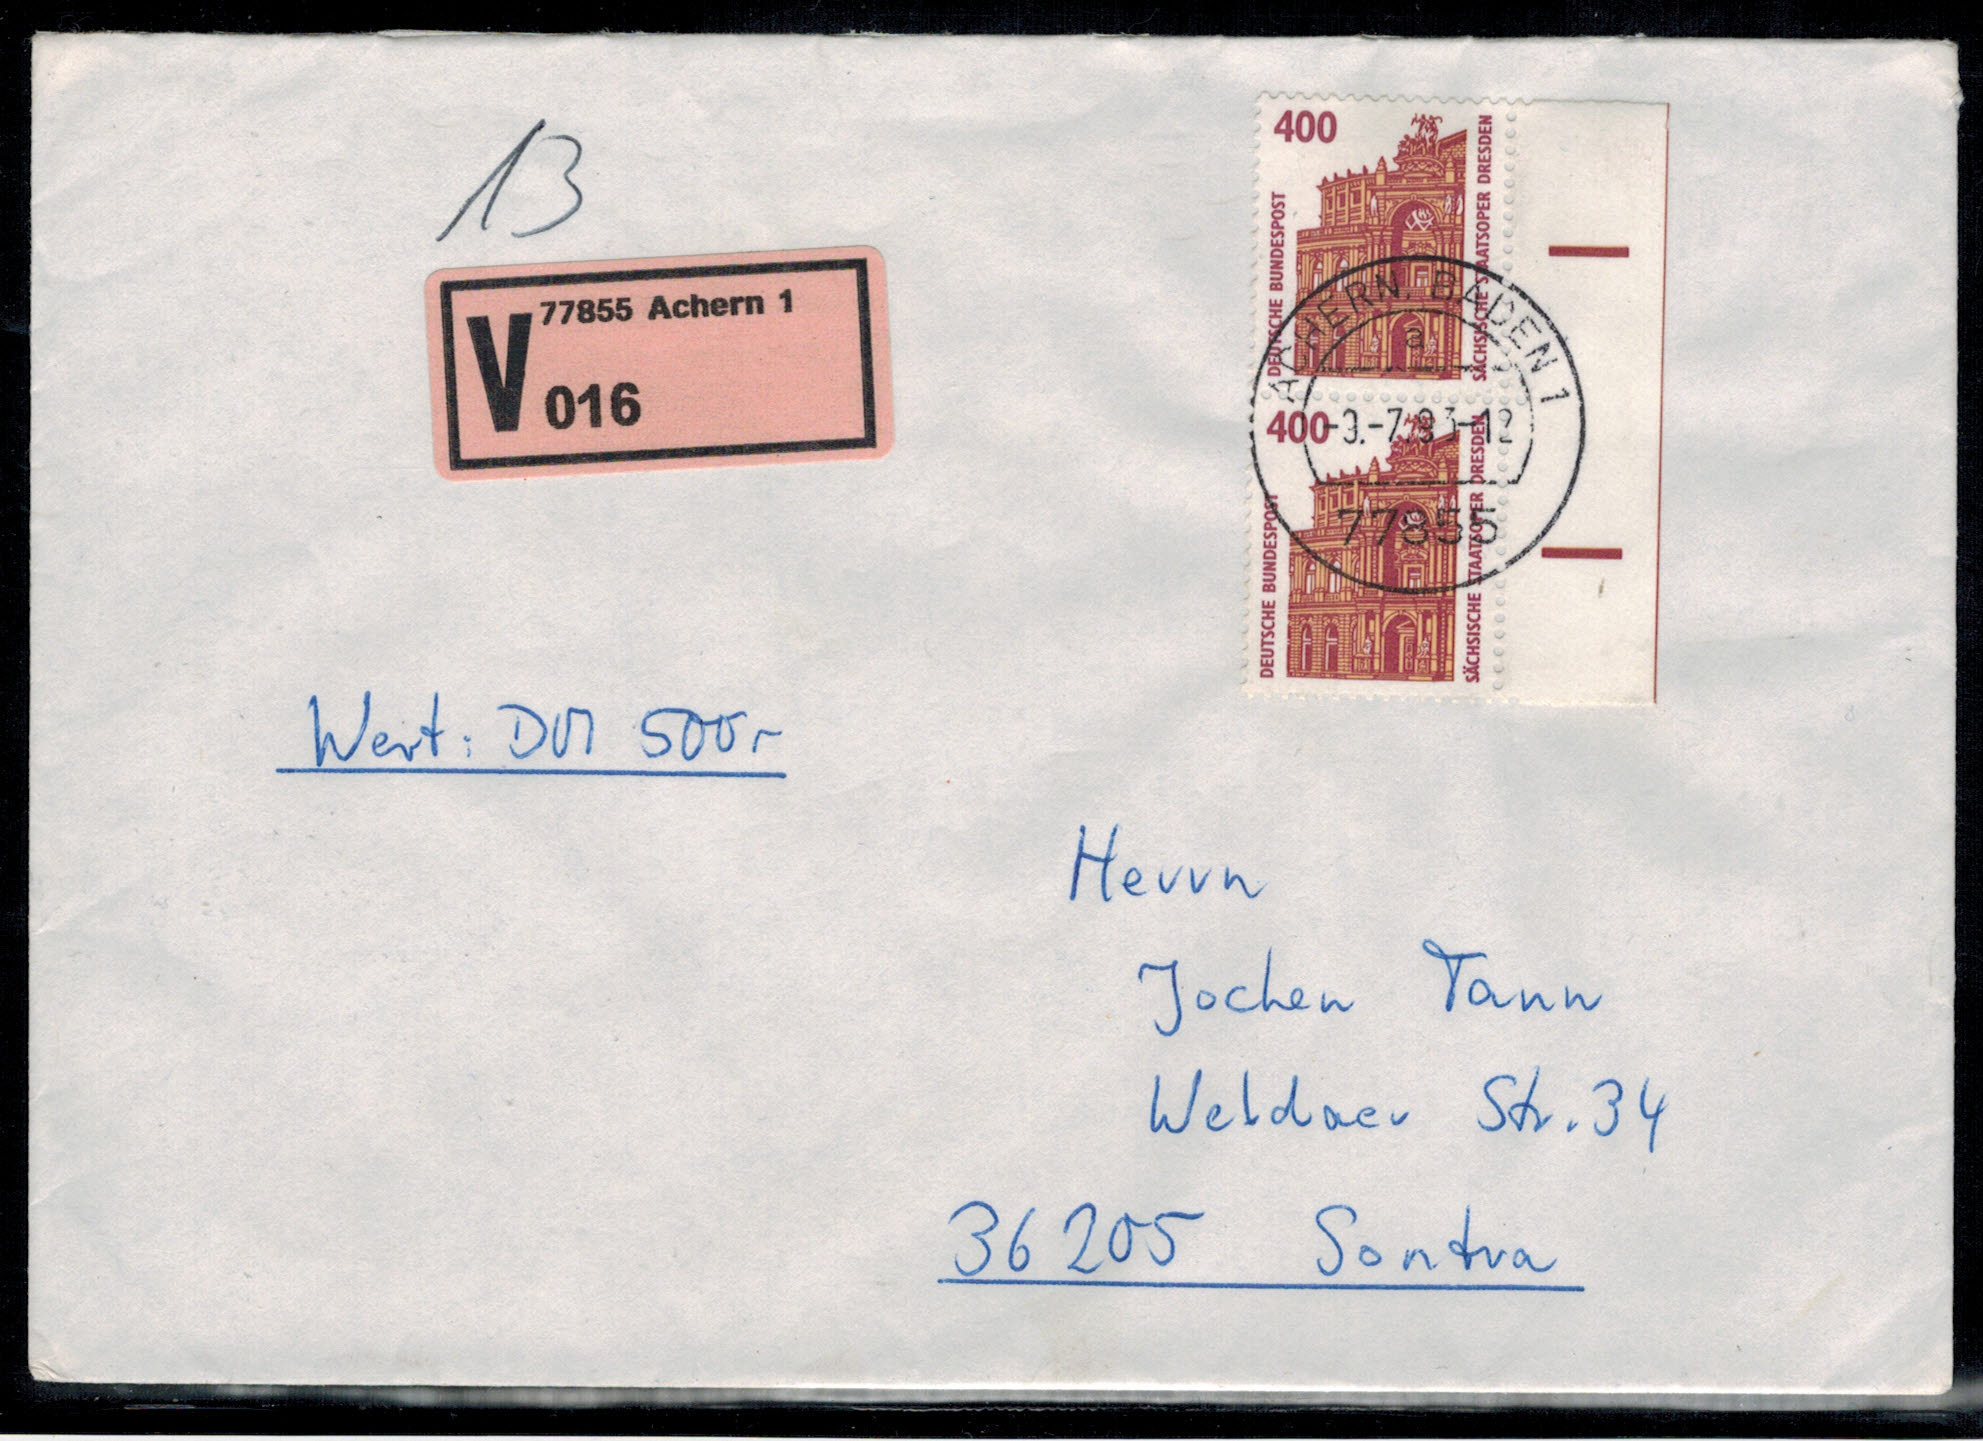 13
77855 Achern 1
V 016
400
DEUTSCHE BUNDESPOST
SÄCHSISCHE STAATSOPER DRESDEN
400
DEUTSCHE BUNDESPOST
SÄCHSISCHE STAATSOPER DRESDEN
ACHERN, BADEN 1
a
-9.-7.93-12
77855
Wert: DM 500,-
Herrn
Jochen Tann
Str. 34
36205 Sontra